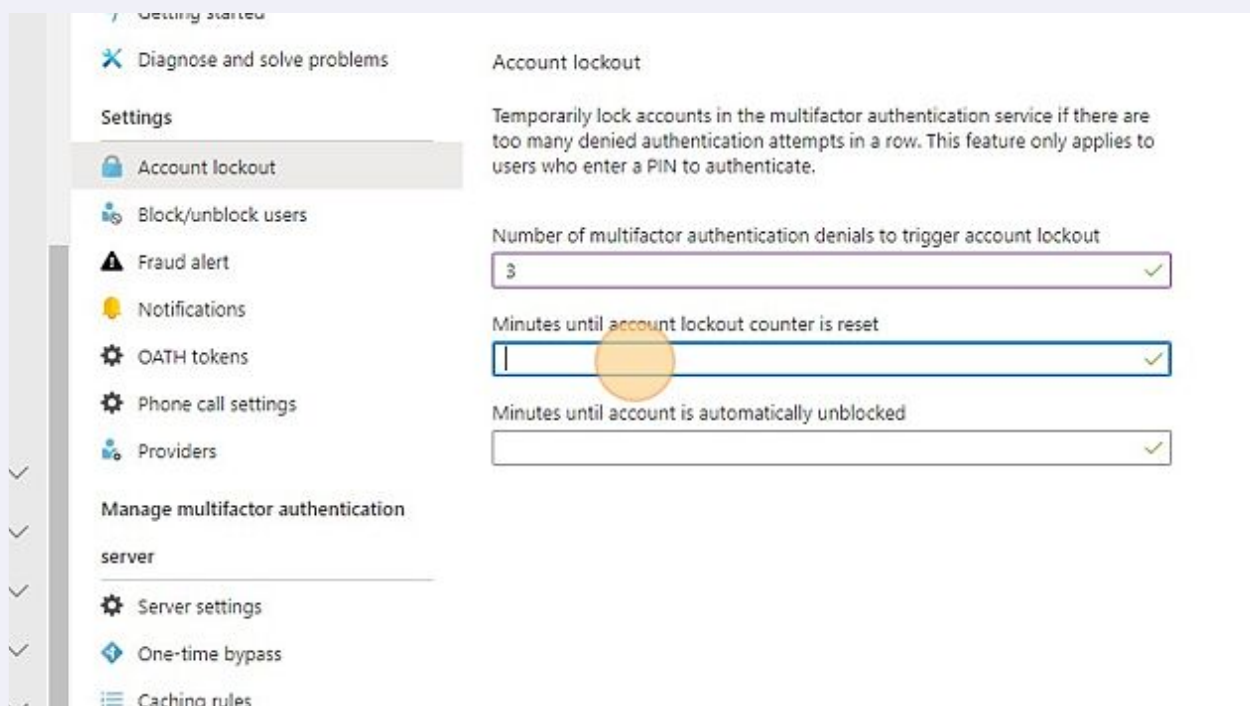 Getting started
Diagnose and solve problems
Settings
Account lockout
Block/unblock users
Fraud alert
Notifications
OATH tokens
Phone call settings
Providers
Manage multifactor authentication
server
Server settings
One-time bypass
Caching rules
Account lockout
Temporarily lock accounts in the multifactor authentication service if there are
too many denied authentication attempts in a row. This feature only applies to
users who enter a PIN to authenticate.
Number of multifactor authentication denials to trigger account lockout
3
Minutes until account lockout counter is reset
Minutes until account is automatically unblocked